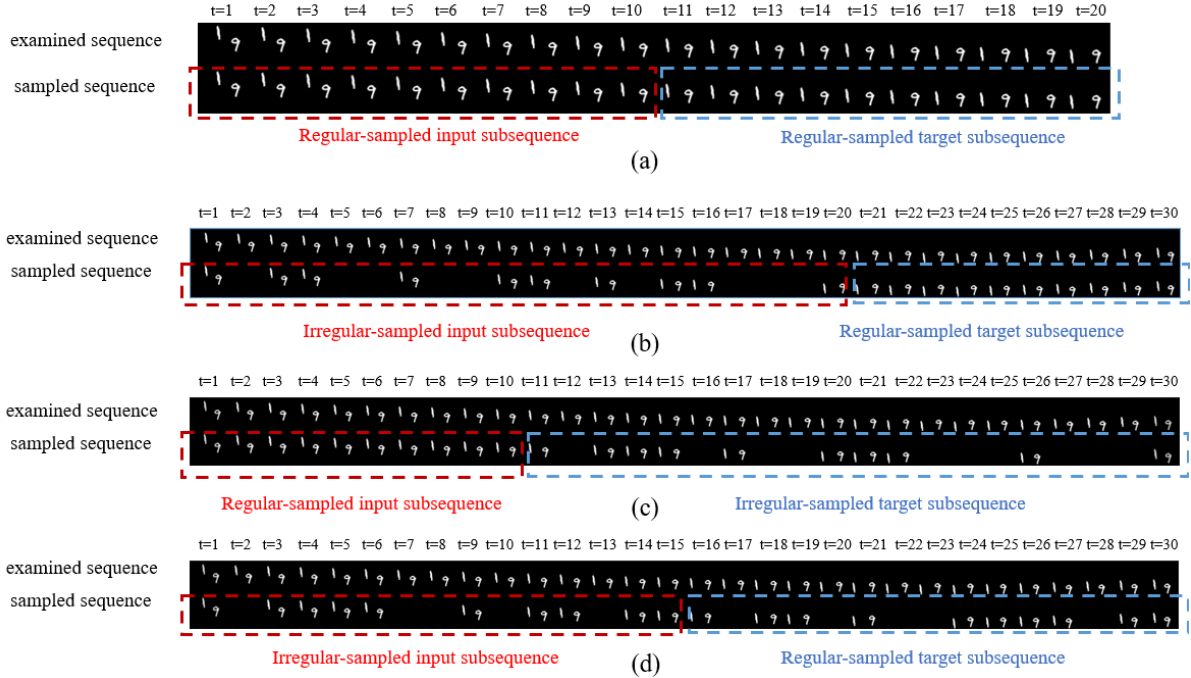 t=1 t=2 t=3 t=4 t=5 t=6 t=7 t=8 t=9 t=10 t=11 t=12 t=13 t=14 t=15 t=16 t=17 t=18 t=19 t=20
examined sequence
sampled sequence
Regular-sampled input subsequence Regular-sampled target subsequence
(a)
t=1 t=2 t=3 t=4 t=5 t=6 t=7 t=8 t=9 t=10 t=11 t=12 t=13 t=14 t=15 t=16 t=17 t=18 t=19 t=20 t=21 t=22 t=23 t=24 t=25 t=26 t=27 t=28 t=29 t=30
examined sequence
sampled sequence
Irregular-sampled input subsequence Regular-sampled target subsequence
(b)
t=1 t=2 t=3 t=4 t=5 t=6 t=7 t=8 t=9 t=10 t=11 t=12 t=13 t=14 t=15 t=16 t=17 t=18 t=19 t=20 t=21 t=22 t=23 t=24 t=25 t=26 t=27 t=28 t=29 t=30
examined sequence
sampled sequence
Regular-sampled input subsequence Irregular-sampled target subsequence
(c)
t=1 t=2 t=3 t=4 t=5 t=6 t=7 t=8 t=9 t=10 t=11 t=12 t=13 t=14 t=15 t=16 t=17 t=18 t=19 t=20 t=21 t=22 t=23 t=24 t=25 t=26 t=27 t=28 t=29 t=30
examined sequence
sampled sequence
Irregular-sampled input subsequence Regular-sampled target subsequence
(d)